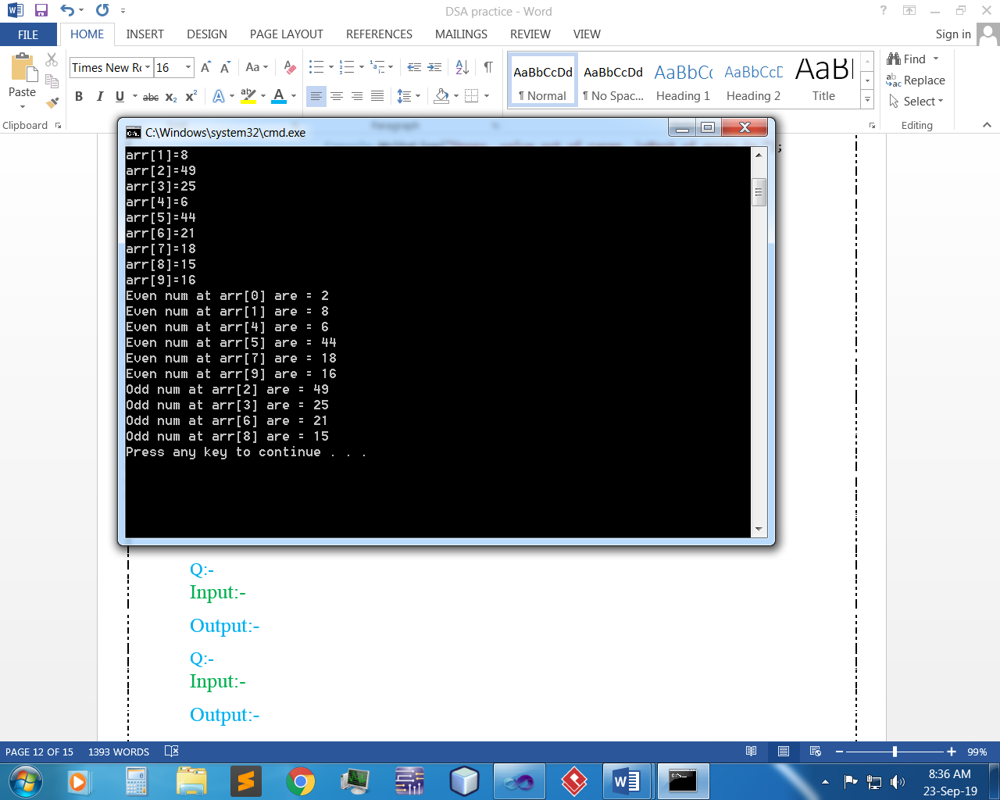 DSA practice - Word
FILE HOME INSERT DESIGN PAGE LAYOUT REFERENCES MAILINGS REVIEW VIEW Sign in
Paste
Clipboard
Times New Rc 16
B I U abc X₂ X²
AaBbCcDd AaBbCcDd AaBbCc AaBbCcD AaBl
¶ Normal ¶ No Spac... Heading 1 Heading 2 Title
Find
Replace
Select
Editing
Paragraph
C:\Windows\system32\cmd.exe
arr[1]=8
arr[2]=49
arr[3]=25
arr[4]=6
arr[5]=44
arr[6]=21
arr[7]=18
arr[8]=15
arr[9]=16
Even num at arr[0] are = 2
Even num at arr[1] are = 8
Even num at arr[4] are = 6
Even num at arr[5] are = 44
Even num at arr[7] are = 18
Even num at arr[9] are = 16
Odd num at arr[2] are = 49
Odd num at arr[3] are = 25
Odd num at arr[6] are = 21
Odd num at arr[8] are = 15
Press any key to continue . . .
Q:-
Input:-
Output:-
Q:-
Input:-
Output:-
PAGE 12 OF 15 1393 WORDS 99%
8:36 AM
23-Sep-19